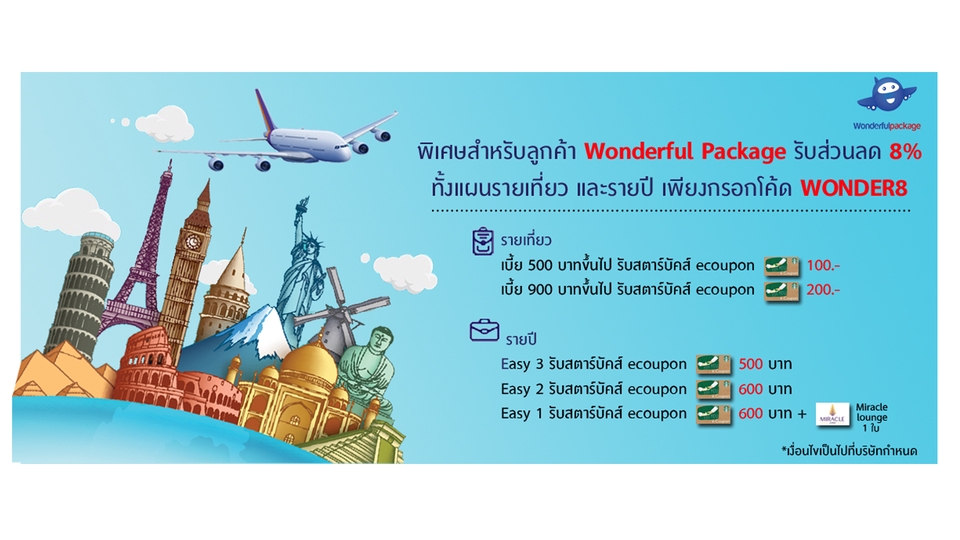 Wonderfulpackage
พิเศษสำหรับลูกค้า Wonderful Package รับส่วนลด 8%
ทั้งแผนรายเที่ยว และรายปี เพียงกรอกโค้ด WONDER8
รายเที่ยว
เบี้ย 500 บาทขึ้นไป รับสตาร์บัคส์ ecoupon 100.-
เบี้ย 900 บาทขึ้นไป รับสตาร์บัคส์ ecoupon 200.-
รายปี
Easy 3 รับสตาร์บัคส์ ecoupon 500 บาท
Easy 2 รับสตาร์บัคส์ ecoupon 600 บาท
Easy 1 รับสตาร์บัคส์ ecoupon 600 บาท + MIRACLE Miracle
lounge
1 ใบ
*เงื่อนไขเป็นไปที่บริษัทกำหนด